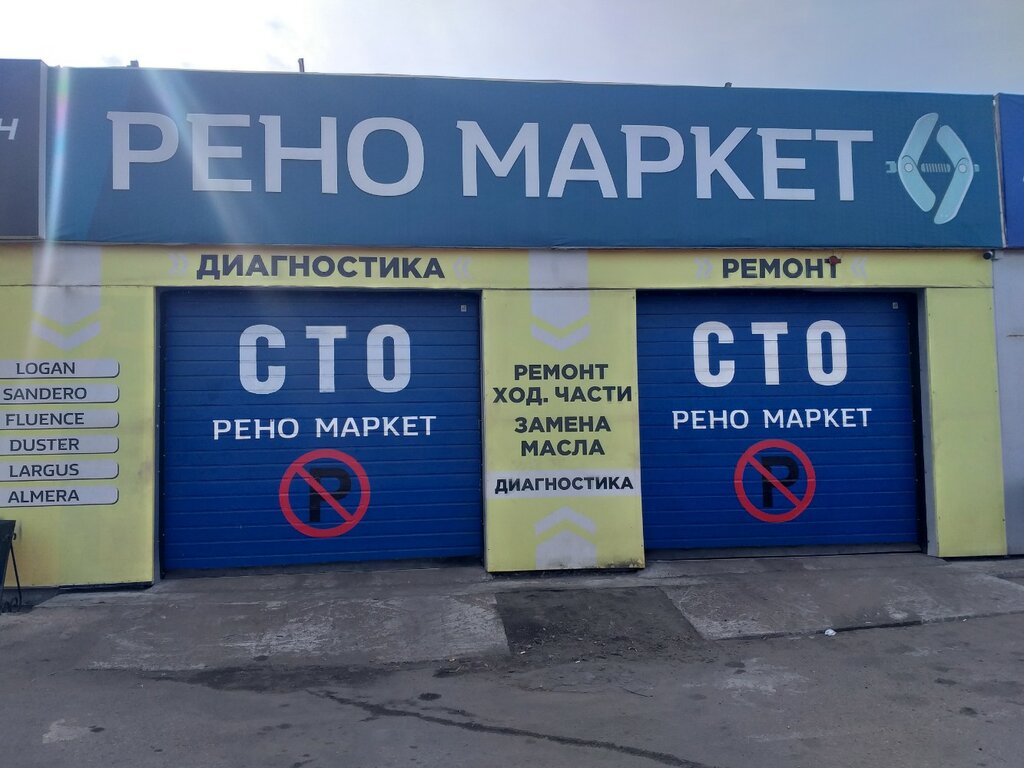 Н
РЕНО МАРКЕТ
ДИАГНОСТИКА
РЕМОНТ
LOGAN
SANDERO
FLUENCE
DUSTER
LARGUS
ALMERA
СТО
РЕНО МАРКЕТ
P
РЕМОНТ
ХОД. ЧАСТИ
ЗАМЕНА
МАСЛА
ДИАГНОСТИКА
СТО
РЕНО МАРКЕТ
P